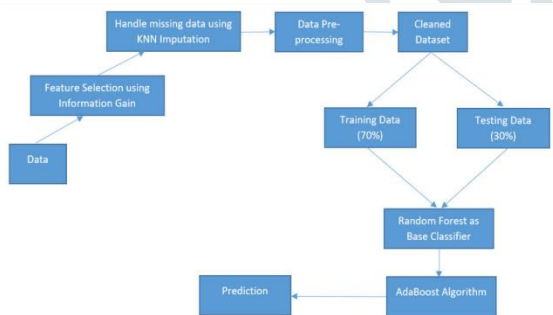 Data
Feature Selection using
Information Gain
Handle missing data using
KNN Imputation
Data Pre-
processing
Cleaned
Dataset
Training Data
(70%)
Testing Data
(30%)
Random Forest as
Base Classifier
AdaBoost Algorithm
Prediction